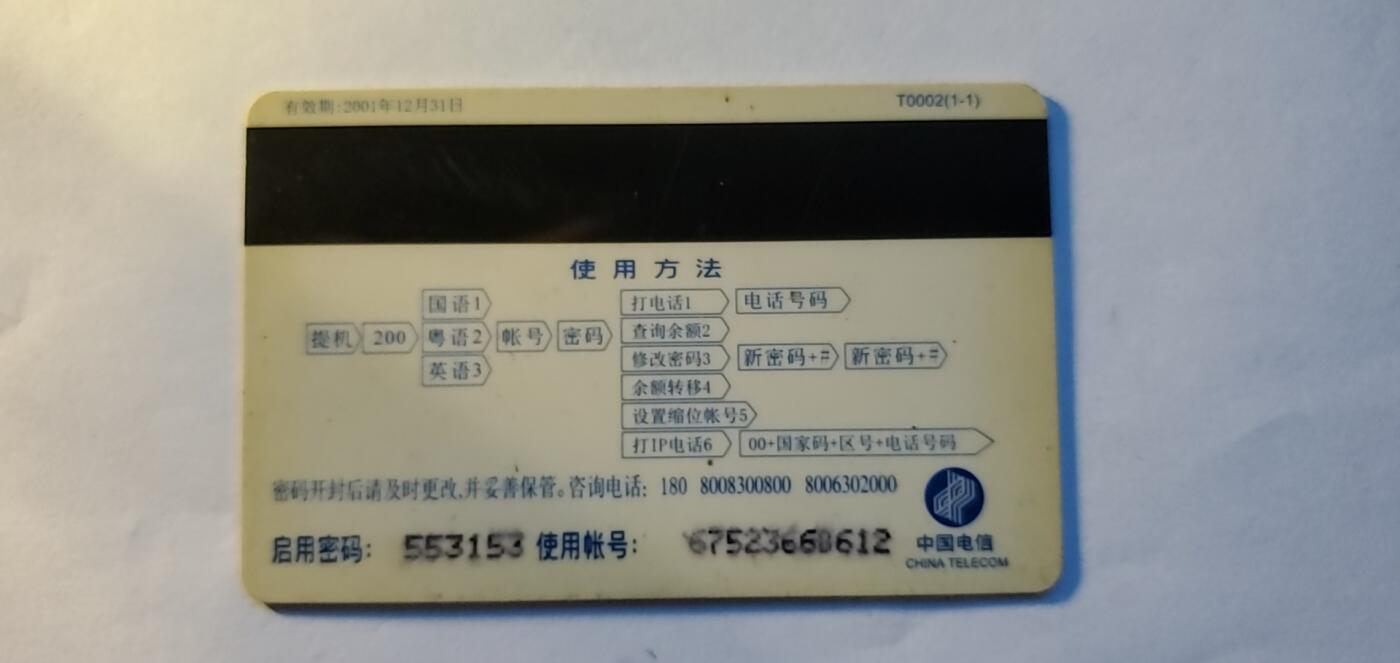 有效期:2001年12月31日 T0002(1-1)
使用方法
国语1 打电话1 电话号码
提机 200 粤语2 帐号 密码 查询余额2
英语3 修改密码3 新密码+# 新密码+#
余额转移4
设置缩位帐号5
打IP电话6 00+国家码+区号+电话号码
密码开封后请及时更改,并妥善保管。咨询电话: 180 8008300800 8006302000
启用密码: 553153 使用帐号:
中国电信
CHINA TELECOM